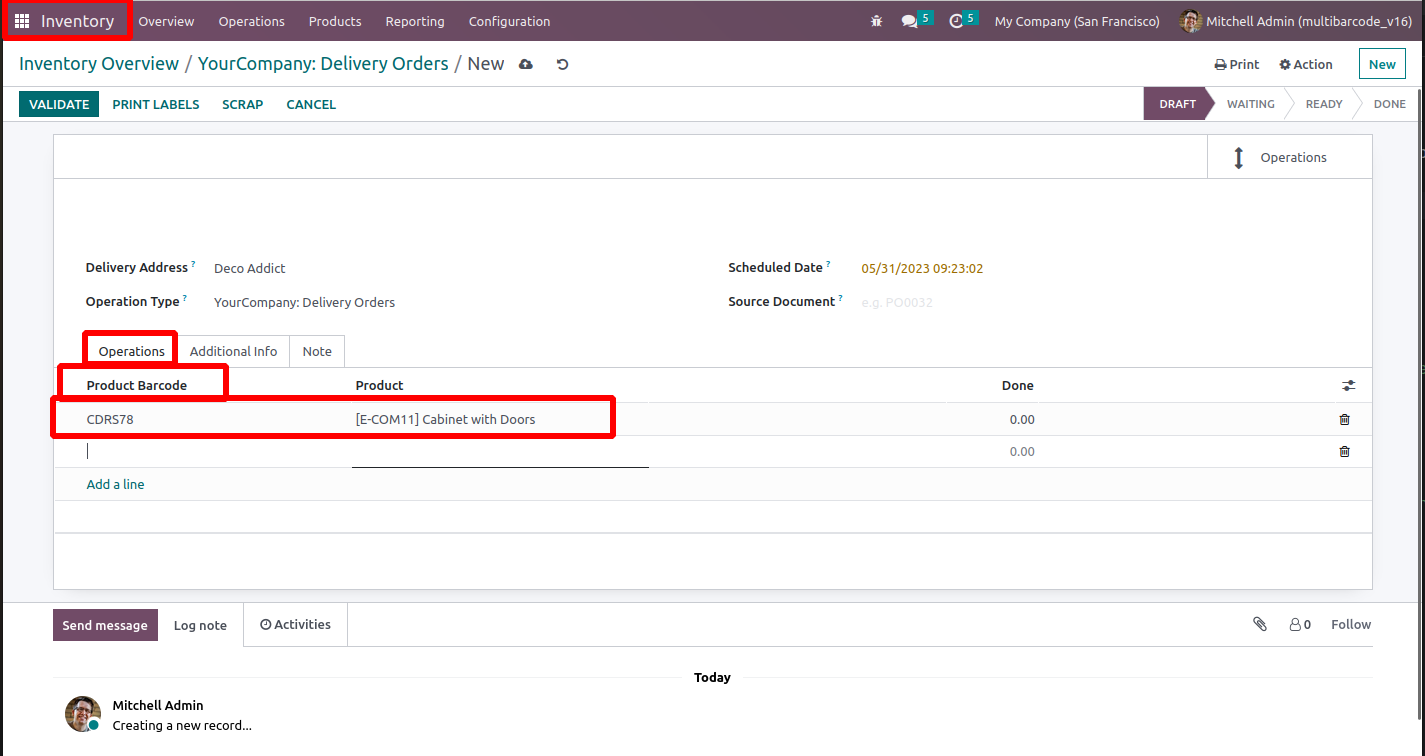 Inventory Overview Operations Products Reporting Configuration 5 5 My Company (San Francisco) Mitchell Admin (multibarcode_v16)
Inventory Overview / YourCompany: Delivery Orders / New Print Action New
VALIDATE PRINT LABELS SCRAP CANCEL DRAFT WAITING READY DONE
Operations
Delivery Address ? Deco Addict Scheduled Date ? 05/31/2023 09:23:02
Operation Type ? YourCompany: Delivery Orders Source Document ? e.g. PO0032
Operations Additional Info Note
Product Barcode Product Done
CDRS78 [E-COM11] Cabinet with Doors 0.00
0.00
Add a line
Send message Log note Activities 0 Follow
Today
Mitchell Admin
Creating a new record...